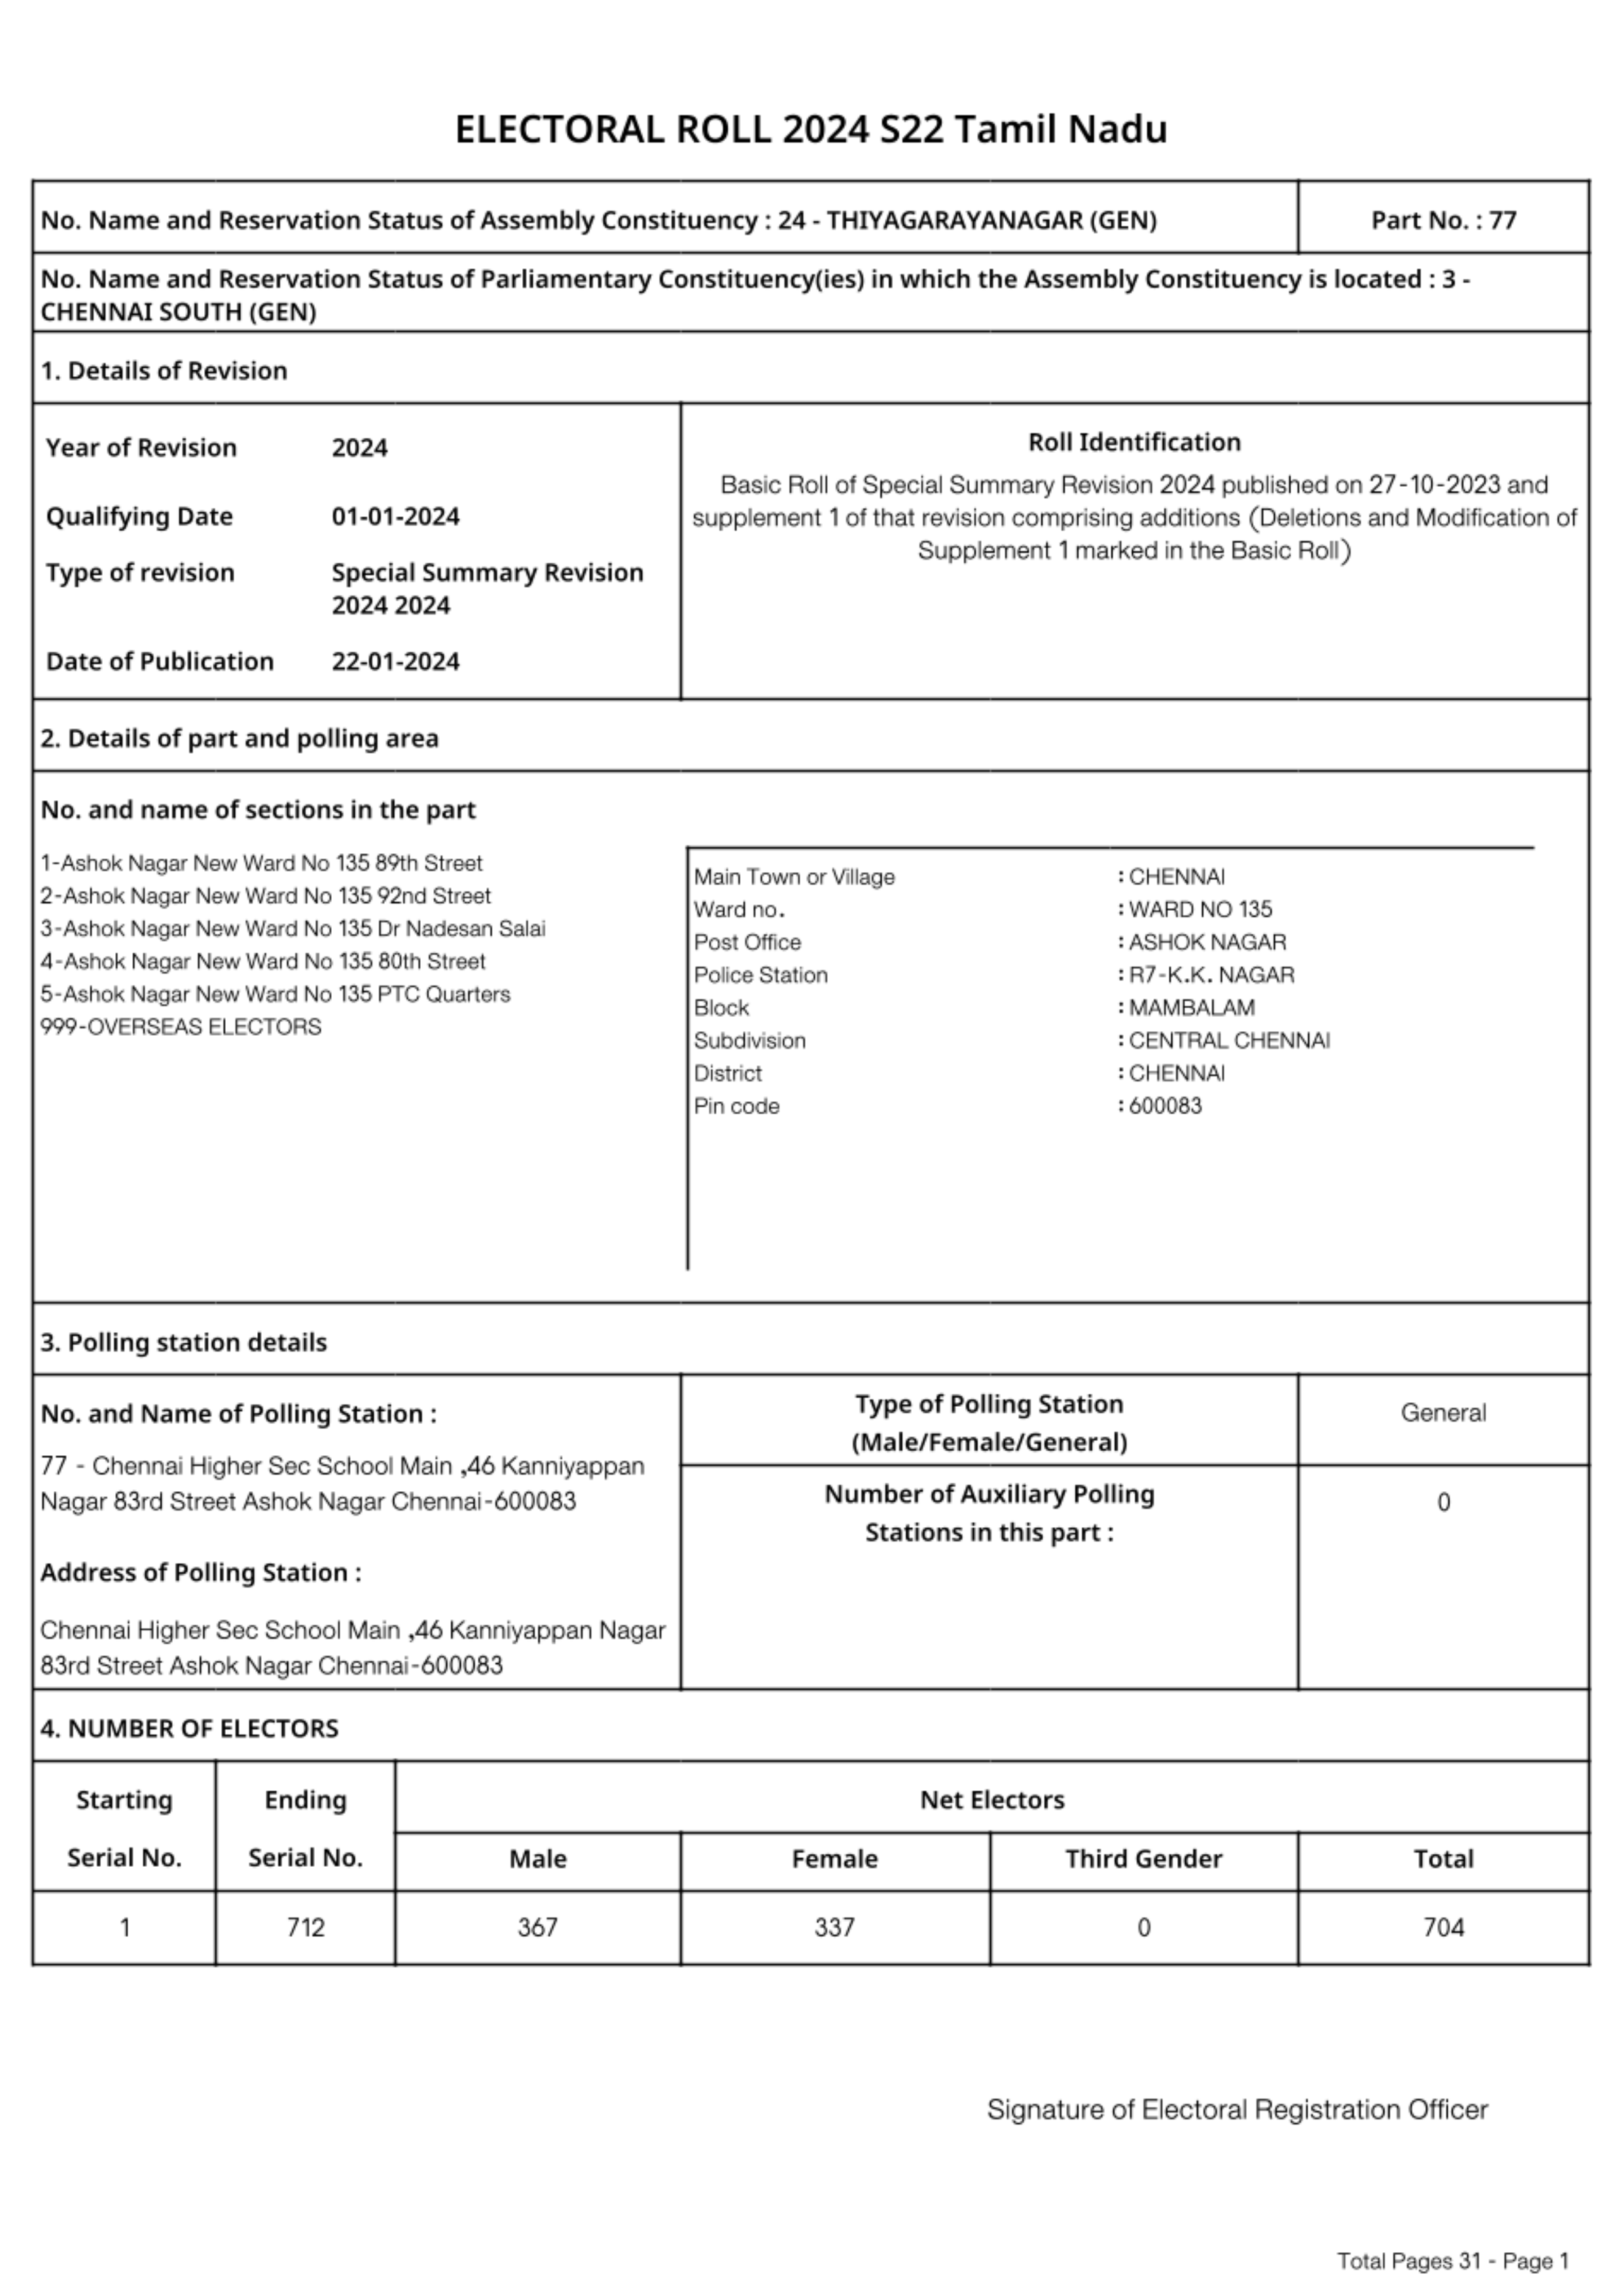 ELECTORAL ROLL 2024 S22 Tamil Nadu
No. Name and Reservation Status of Assembly Constituency : 24 - THIYAGARAYANAGAR (GEN)
Part No. : 77
No. Name and Reservation Status of Parliamentary Constituency(ies) in which the Assembly Constituency is located : 3 -
CHENNAI SOUTH (GEN)
1. Details of Revision
Year of Revision 2024
Qualifying Date 01-01-2024
Type of revision Special Summary Revision
2024 2024
Date of Publication 22-01-2024
Roll Identification
Basic Roll of Special Summary Revision 2024 published on 27-10-2023 and
supplement 1 of that revision comprising additions (Deletions and Modification of
Supplement 1 marked in the Basic Roll)
2. Details of part and polling area
No. and name of sections in the part
1-Ashok Nagar New Ward No 135 89th Street
2-Ashok Nagar New Ward No 135 92nd Street
3-Ashok Nagar New Ward No 135 Dr Nadesan Salai
4-Ashok Nagar New Ward No 135 80th Street
5-Ashok Nagar New Ward No 135 PTC Quarters
999-OVERSEAS ELECTORS
Main Town or Village : CHENNAI
Ward no. : WARD NO 135
Post Office : ASHOK NAGAR
Police Station : R7-K.K. NAGAR
Block : MAMBALAM
Subdivision : CENTRAL CHENNAI
District : CHENNAI
Pin code : 600083
3. Polling station details
No. and Name of Polling Station :
77 - Chennai Higher Sec School Main ,46 Kanniyappan
Nagar 83rd Street Ashok Nagar Chennai-600083
Address of Polling Station :
Chennai Higher Sec School Main ,46 Kanniyappan Nagar
83rd Street Ashok Nagar Chennai-600083
Type of Polling Station
(Male/Female/General)
General
Number of Auxiliary Polling
Stations in this part :
0
4. NUMBER OF ELECTORS
Starting
Serial No.
Ending
Serial No.
Net Electors
Male Female Third Gender Total
1 712 367 337 0 704
Signature of Electoral Registration Officer
Total Pages 31 - Page 1